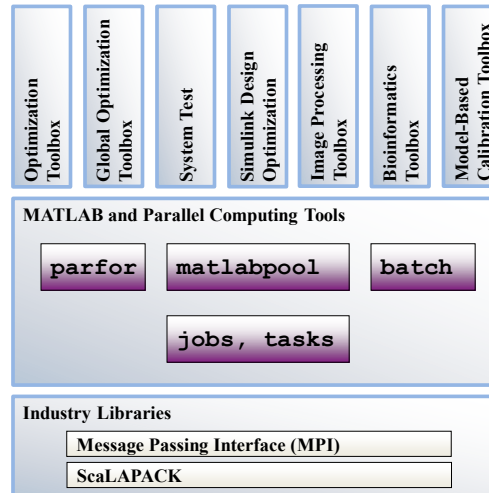 Optimization
Toolbox
Global Optimization
Toolbox
System Test
Simulink Design
Optimization
Image Processing
Toolbox
Bioinformatics
Toolbox
Model-Based
Calibration Toolbox
MATLAB and Parallel Computing Tools
parfor
matlabpool
batch
jobs, tasks
Industry Libraries
Message Passing Interface (MPI)
ScaLAPACK